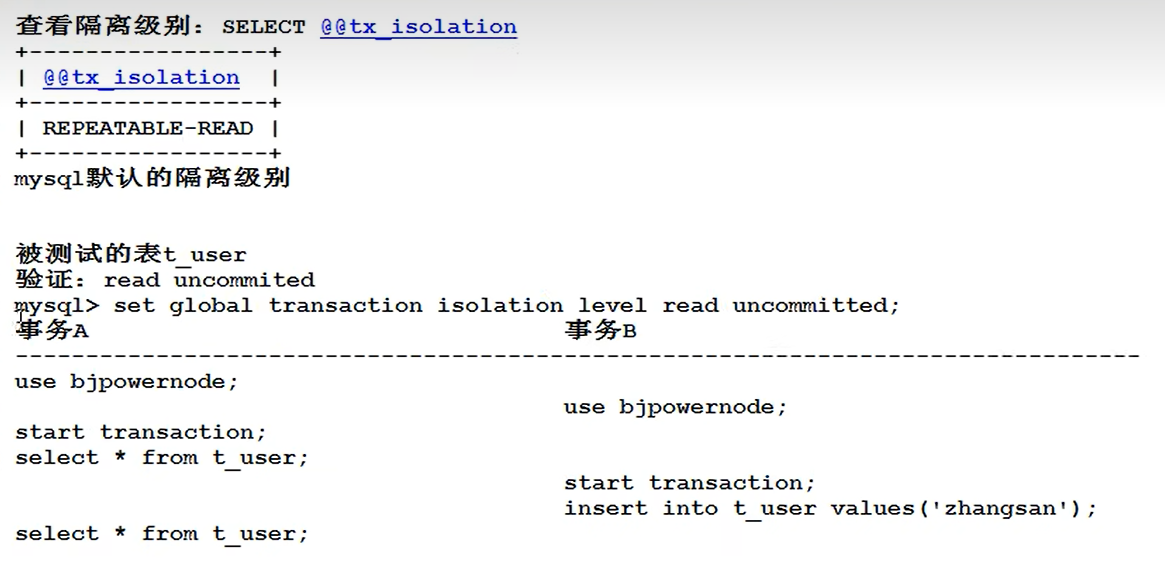 查看隔离级别：SELECT @@tx_isolation
+-----------------+
| @@tx_isolation  |
+-----------------+
| REPEATABLE-READ |
+-----------------+
mysql默认的隔离级别
被测试的表t_user
验证：read uncommited
mysql> set global transaction isolation level read uncommitted;
事务A 事务B
--------------------------------------------------------------------------------
use bjpowernode;
use bjpowernode;
start transaction;
select * from t_user;
start transaction;
insert into t_user values('zhangsan');
select * from t_user;